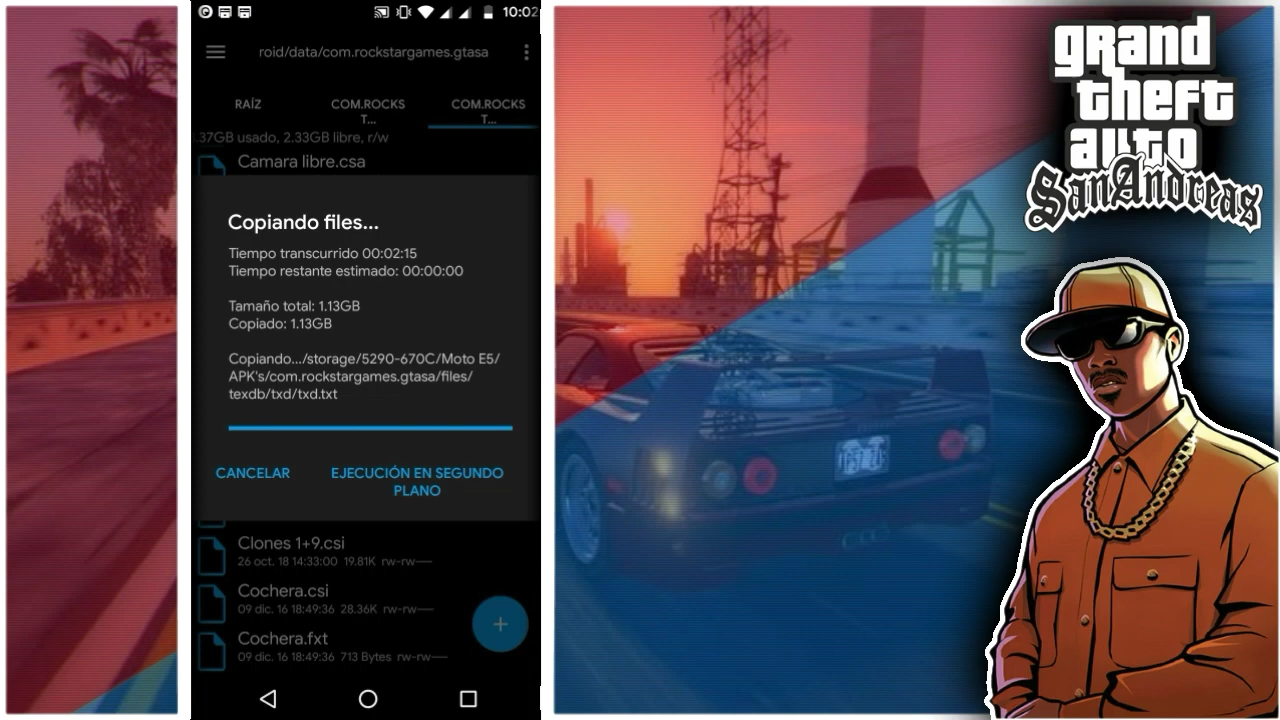 10:02
roid/data/com.rockstargames.gtasa
RAÍZ
COM.ROCKS
T...
COM.ROCKS
T...
.37GB usado, 2.33GB libre, r/w
Camara libre.csa
Copiando files...
Tiempo transcurrido 00:02:15
Tiempo restante estimado: 00:00:00
Tamaño total: 1.13GB
Copiado: 1.13GB
Copiando.../storage/5290-670C/Moto E5/
APK's/com.rockstargames.gtasa/files/
texdb/txd/txd.txt
CANCELAR
EJECUCIÓN EN SEGUNDO
PLANO
Clones 1+9.csi
26 oct. 18 14:33:00 19.81K rw-rw----
Cochera.csi
09 dic. 16 18:49:36 28.36K rw-rw----
Cochera.fxt
09 dic. 16 18:49:36 713 Bytes rw-rw----
grand
theft
auto
San Andreas